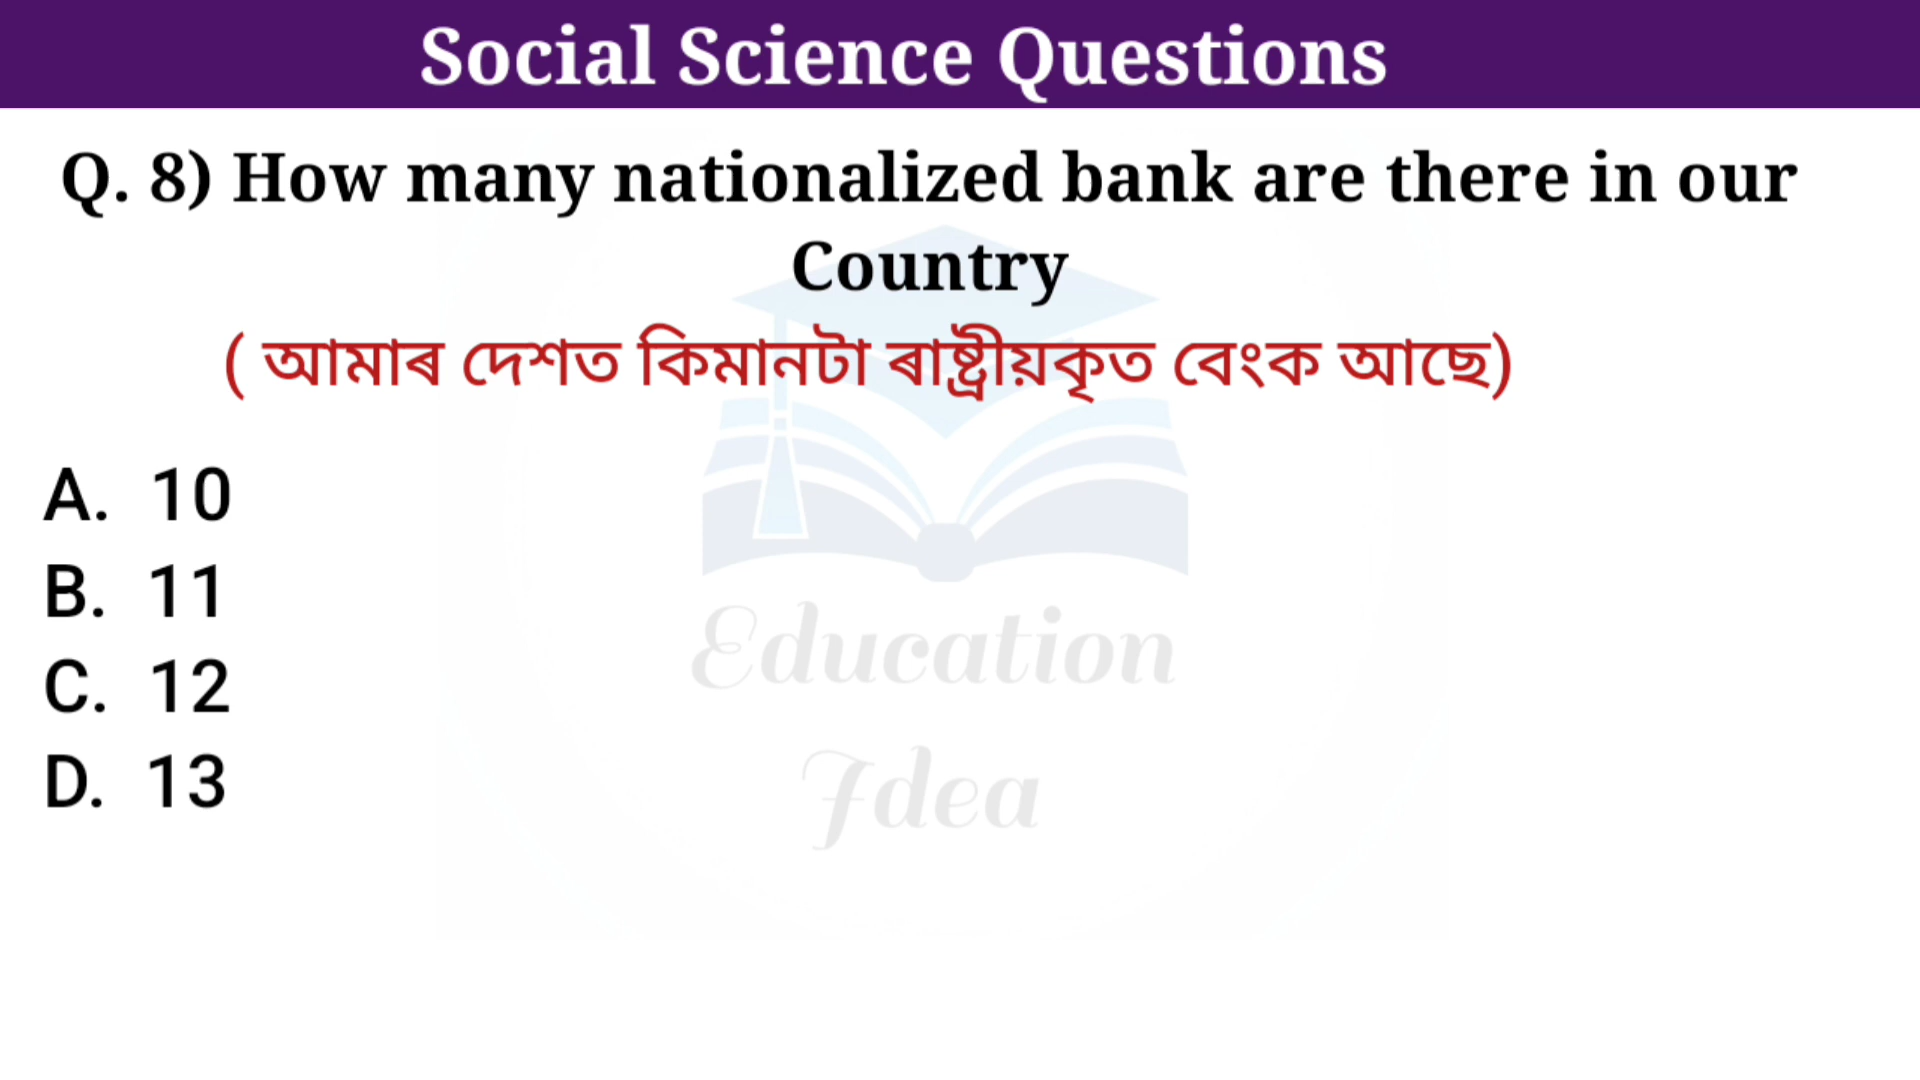 Social Science Questions
Q. 8) How many nationalized bank are there in our
Country
( আমাৰ দেশত কিমানটা ৰাষ্ট্ৰীয়কৃত বেংক আছে)
A. 10
B. 11
C. 12
D. 13
Education
Idea